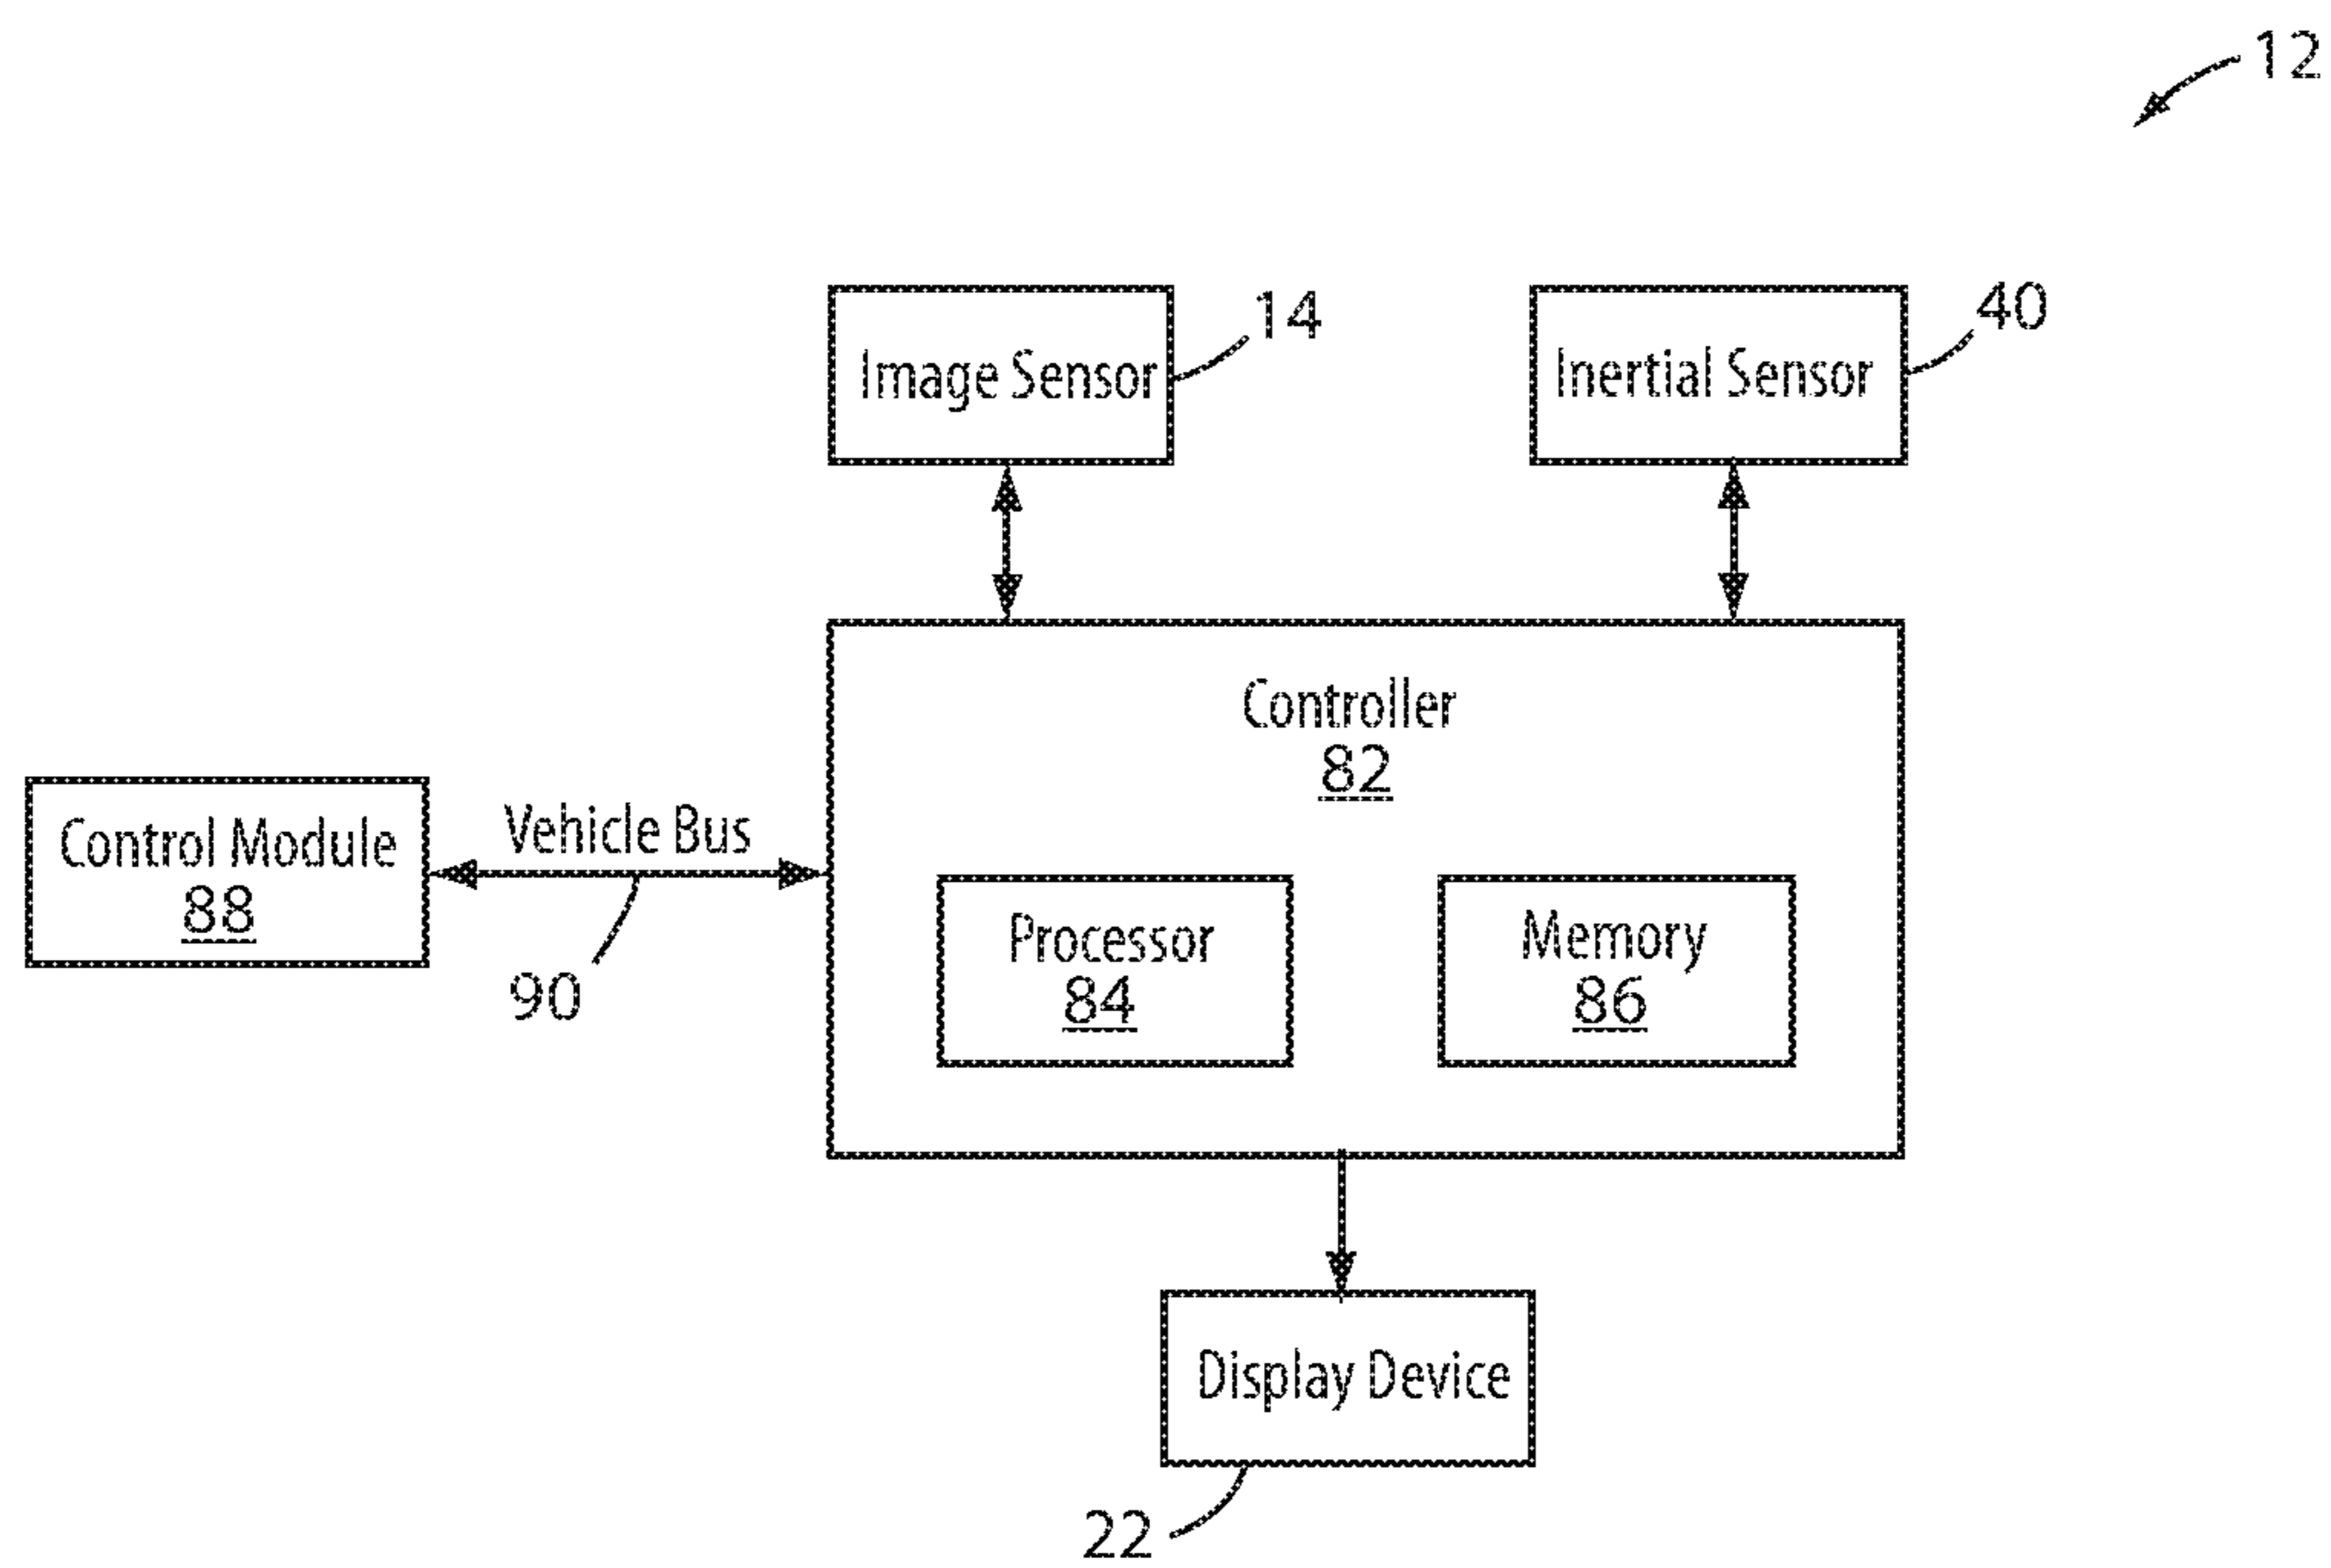 12
14
40
Image Sensor
Inertial Sensor
Controller
82
Control Module
88
Vehicle Bus
90
Processor
84
Memory
86
Display Device
22